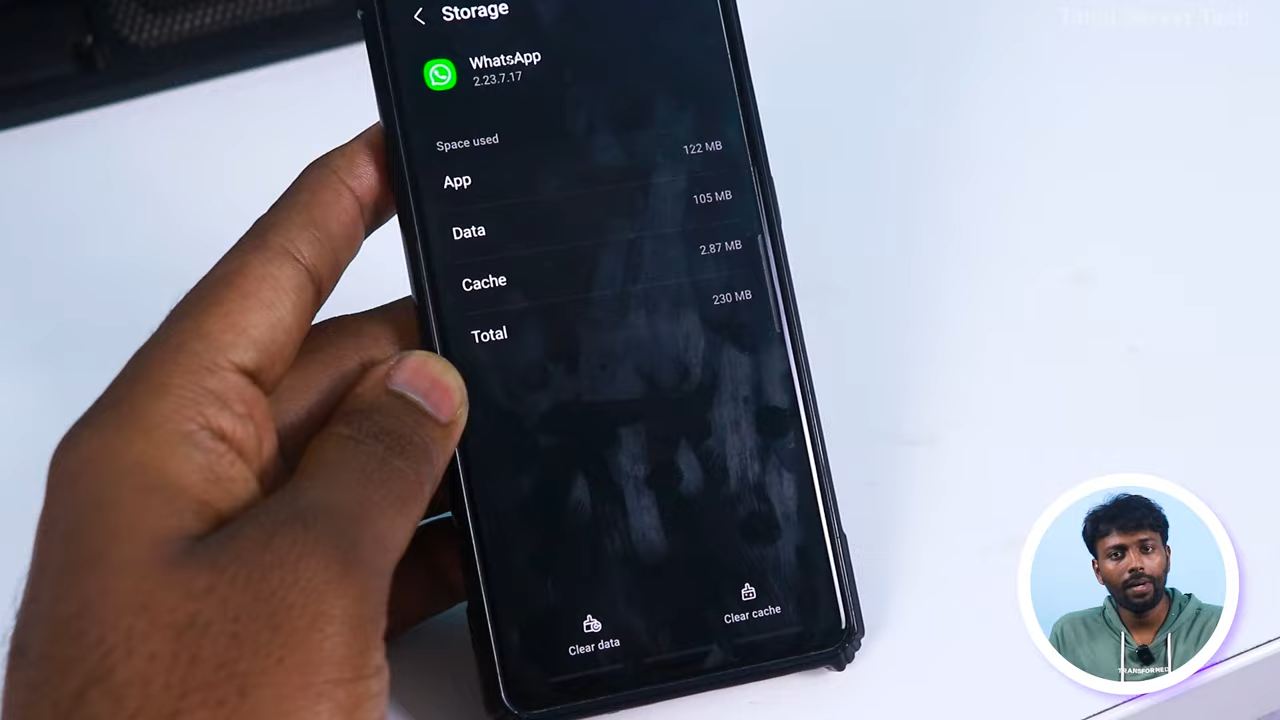 Storage
WhatsApp
2.23.7.17
Space used
App 122 MB
Data 105 MB
Cache 2.87 MB
Total 230 MB
Clear data
Clear cache
TRANSFORMED